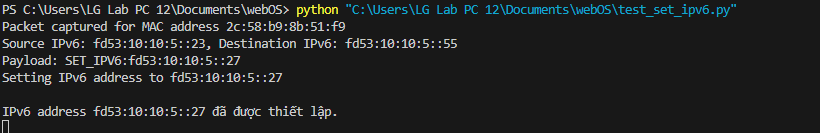 PS C:\Users\LG Lab PC 12\Documents\webOS> python "C:\Users\LG Lab PC 12\Documents\webOS\test_set_ipv6.py"
Packet captured for MAC address 2c:58:b9:8b:51:f9
Source IPv6: fd53:10:10:5::23, Destination IPv6: fd53:10:10:5::55
Payload: SET_IPV6:fd53:10:10:5::27
Setting IPv6 address to fd53:10:10:5::27
IPv6 address fd53:10:10:5::27 đã được thiết lập.